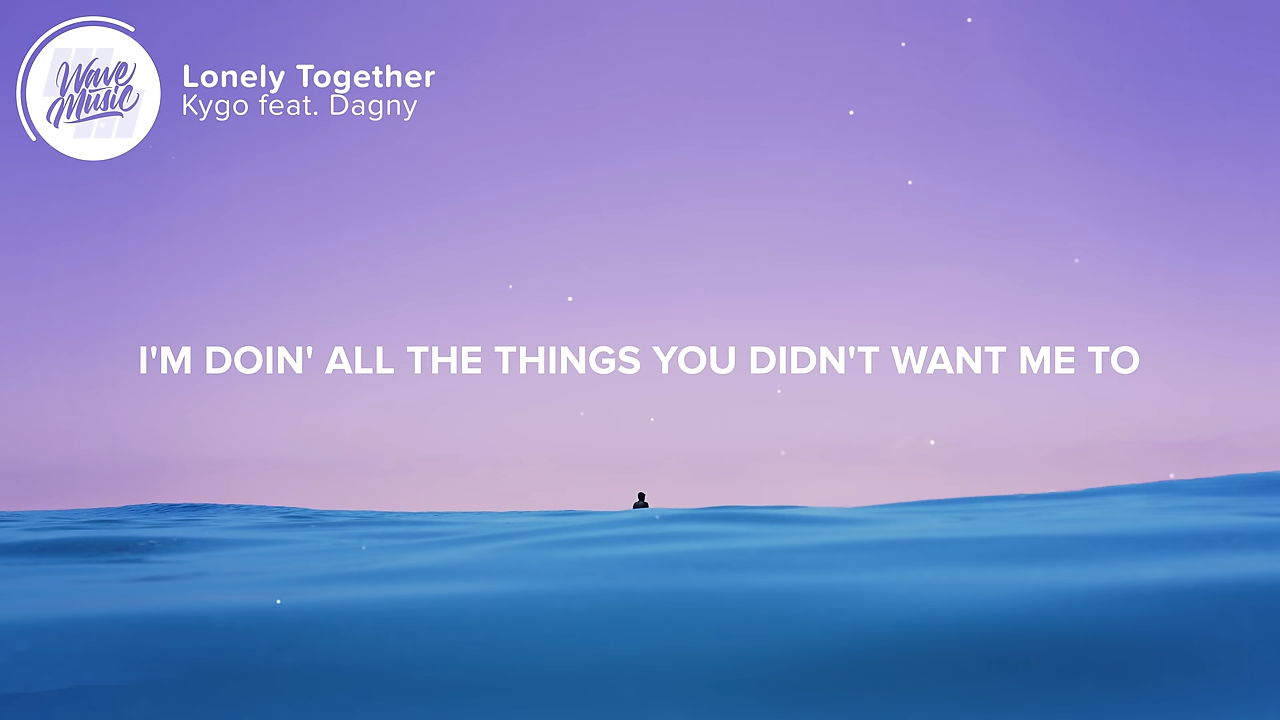 Wave
Music
Lonely Together
Kygo feat. Dagny
I'M DOIN' ALL THE THINGS YOU DIDN'T WANT ME TO